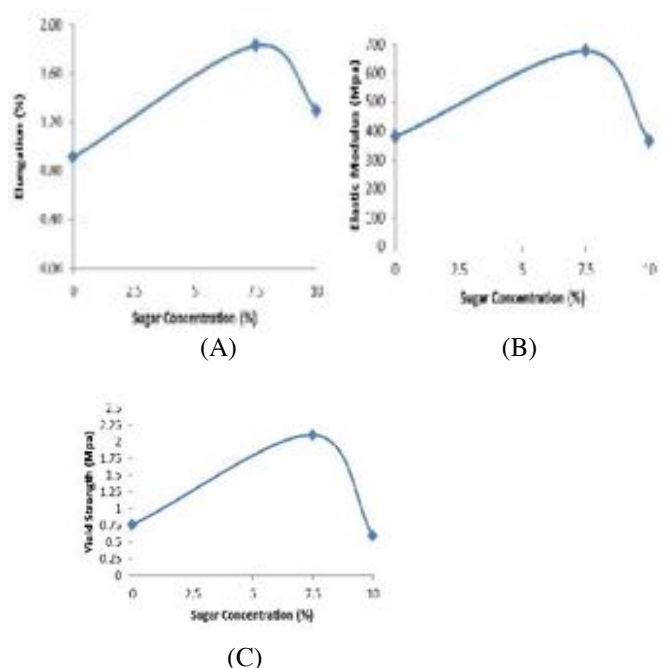 2.00
1.60
1.20
0.80
0.40
0.00
Elongation (%)
0 2.5 5 7.5 10
Sugar Concentration (%)
(A)
700
600
500
400
300
200
100
0
Elastic Modulus (Mpa)
0 2.5 5 7.5 10
Sugar Concentration (%)
(B)
2.5
2.25
2
1.75
1.5
1.25
1
0.75
0.5
0.25
0
Yield Strength (Mpa)
0 2.5 5 7.5 10
Sugar Concentration (%)
(C)